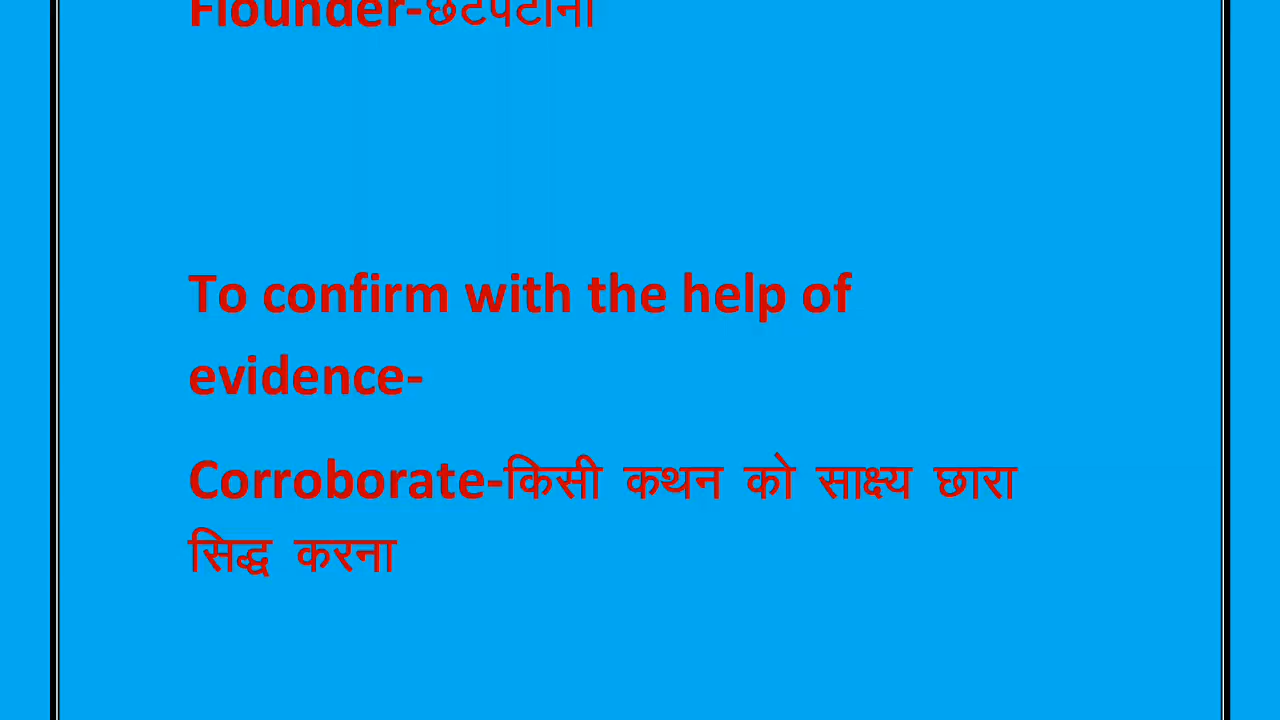 Flounder-छटपटाना
To confirm with the help of
evidence-
Corroborate-किसी कथन को साक्ष्य छारा
सिद्ध करना